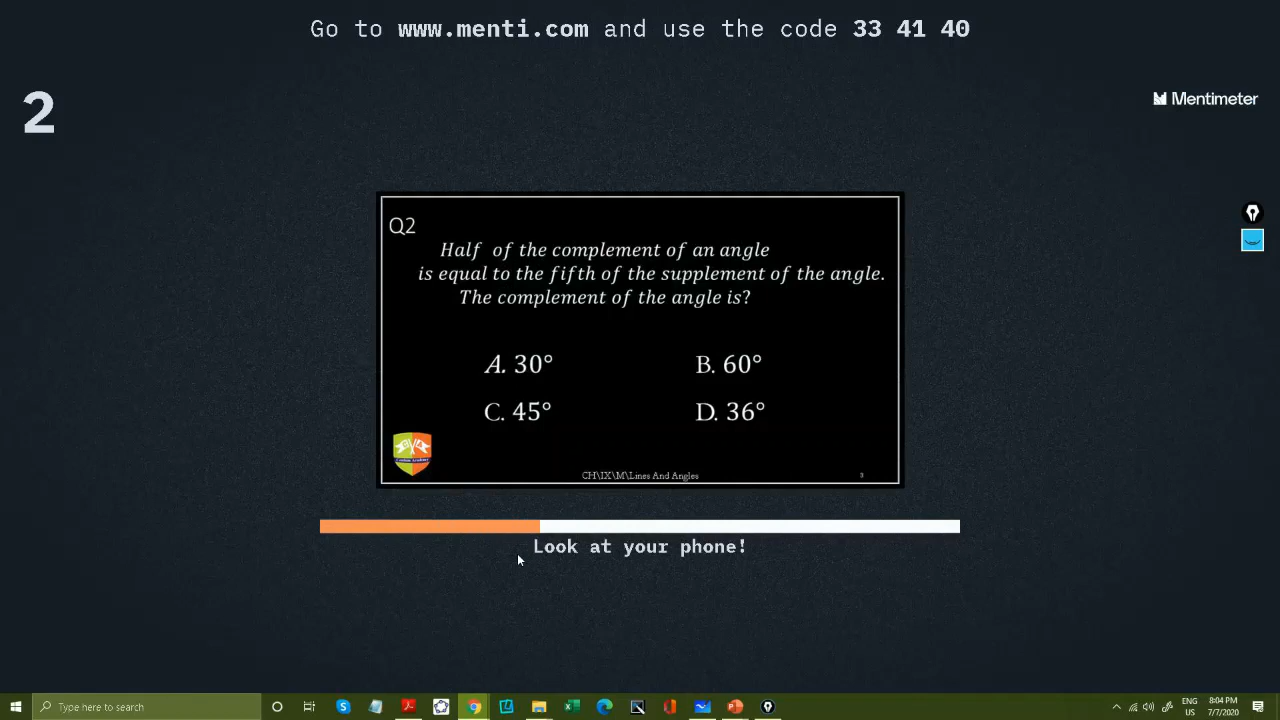 Go to www.menti.com and use the code 33 41 40
2
Mentimeter
Q2
Half of the complement of an angle
is equal to the fifth of the supplement of the angle.
The complement of the angle is?
A. 30° B. 60°
C. 45° D. 36°
CH\IX\M\Lines And Angles 9
Look at your phone!
Type here to search
ENG 8:04 PM
US 7/7/2020